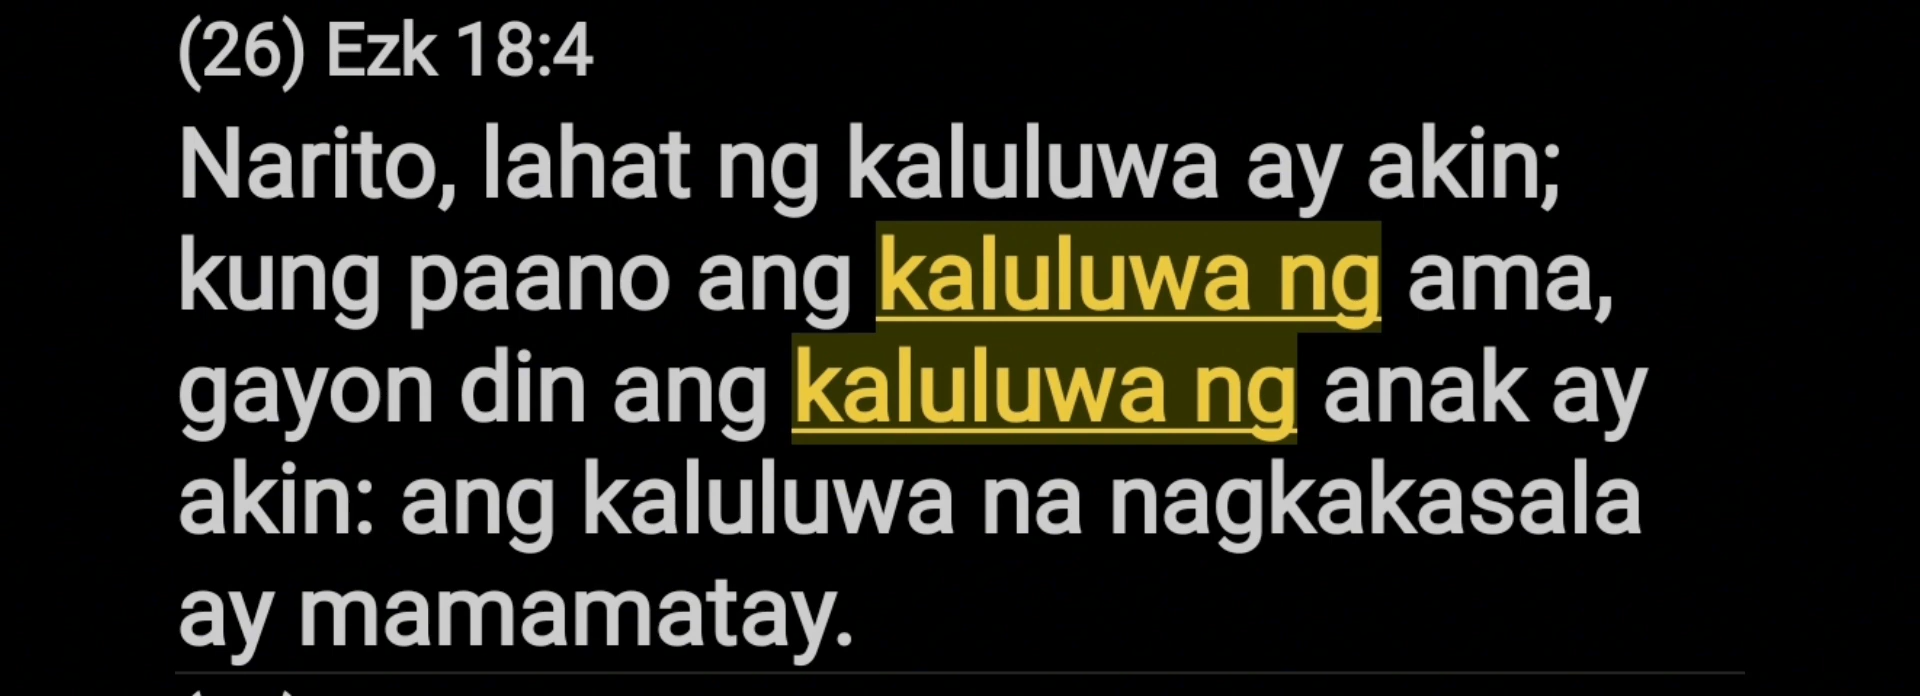 (26) Ezk 18:4
Narito, lahat ng kaluluwa ay akin;
kung paano ang kaluluwa ng ama,
gayon din ang kaluluwa ng anak ay
akin: ang kaluluwa na nagkakasala
ay mamamatay.